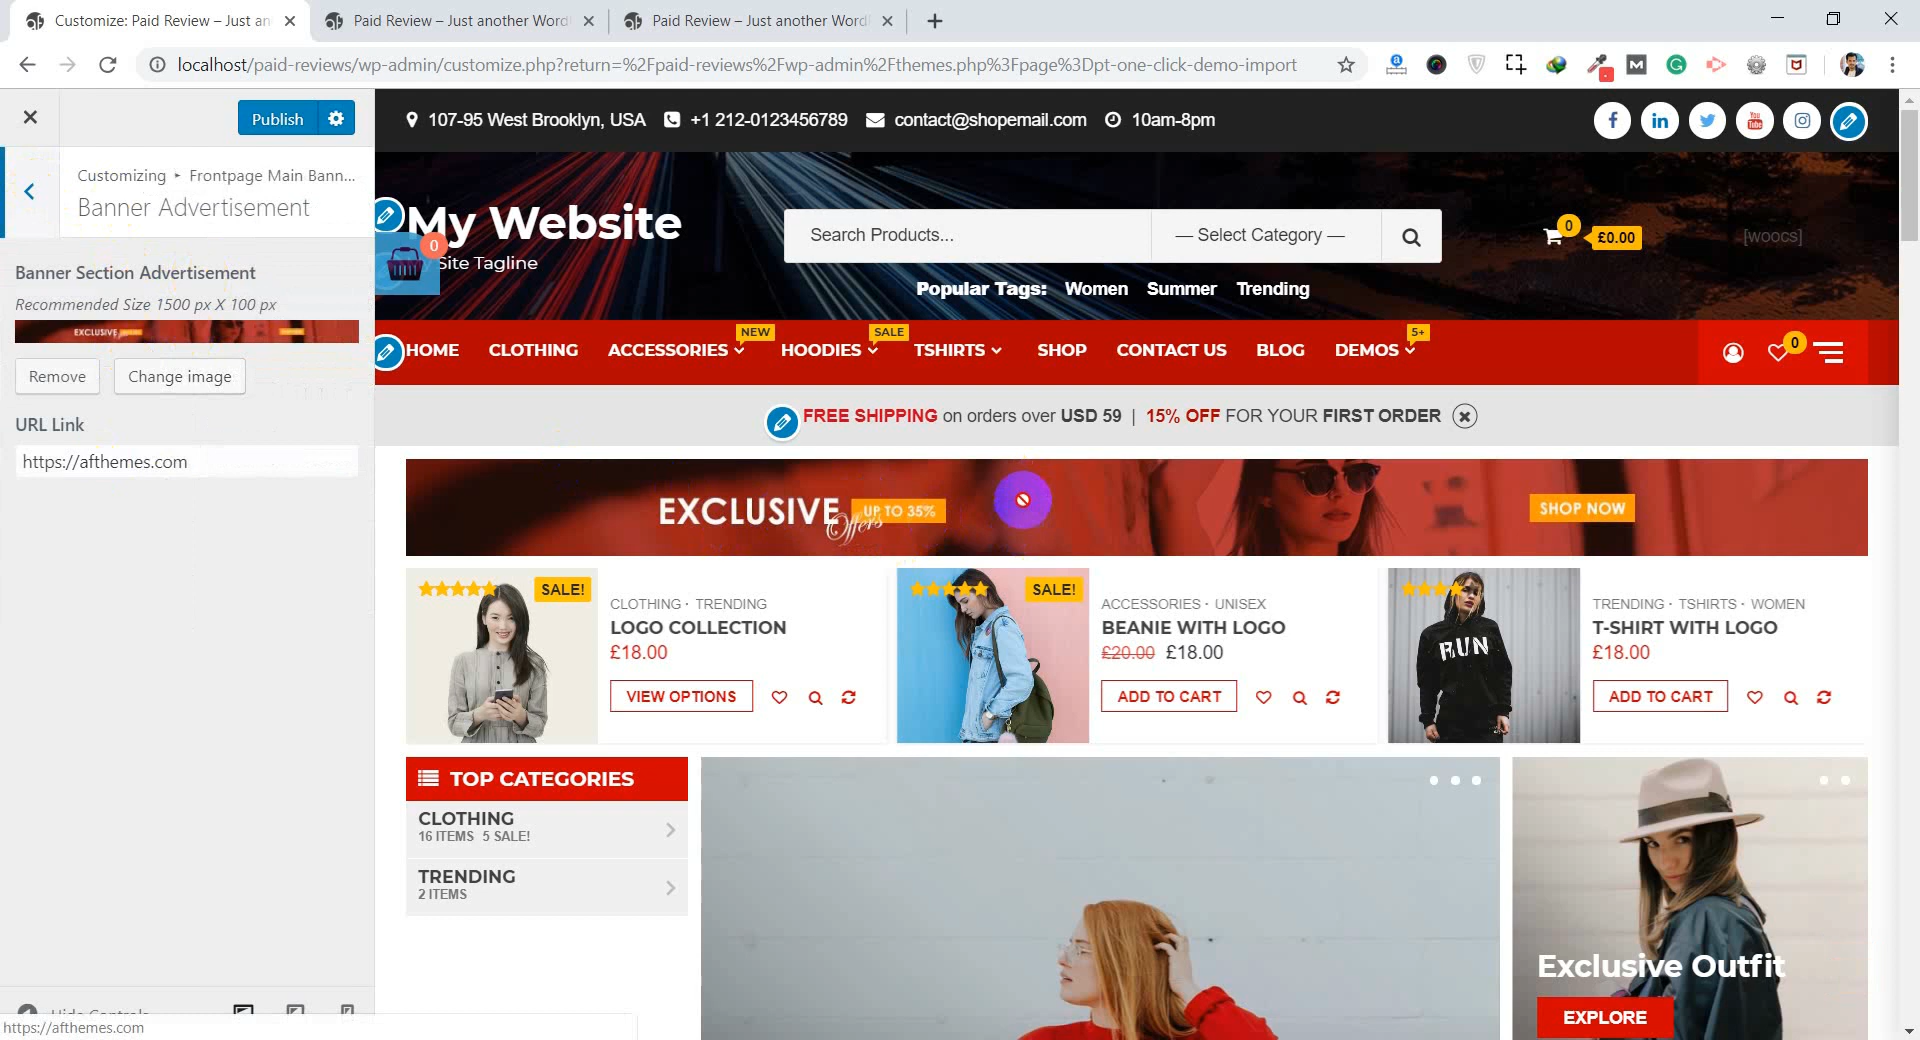 Customize: Paid Review – Just an
Paid Review – Just another Word
Paid Review – Just another Word
localhost/paid-reviews/wp-admin/customize.php?return=%2Fpaid-reviews%2Fwp-admin%2Fthemes.php%3Fpage%3Dpt-one-click-demo-import
Publish
Customizing ▸ Frontpage Main Bann...
Banner Advertisement
Banner Section Advertisement
Recommended Size 1500 px X 100 px
EXCLUSIVE
Remove
Change image
URL Link
https://afthemes.com
Hide Controls
https://afthemes.com
107-95 West Brooklyn, USA
+1 212-0123456789
contact@shopemail.com
10am-8pm
My Website
Site Tagline
0
Search Products...
— Select Category —
0
£0.00
[woocs]
Popular Tags: Women Summer Trending
NEW
SALE
5+
HOME CLOTHING ACCESSORIES HOODIES TSHIRTS SHOP CONTACT US BLOG DEMOS
0
FREE SHIPPING on orders over USD 59 | 15% OFF FOR YOUR FIRST ORDER
EXCLUSIVE
Offers
UP TO 35%
SHOP NOW
SALE!
CLOTHING · TRENDING
LOGO COLLECTION
£18.00
VIEW OPTIONS
SALE!
ACCESSORIES · UNISEX
BEANIE WITH LOGO
£20.00 £18.00
ADD TO CART
RUN
TRENDING · TSHIRTS · WOMEN
T-SHIRT WITH LOGO
£18.00
ADD TO CART
TOP CATEGORIES
CLOTHING
16 ITEMS 5 SALE!
TRENDING
2 ITEMS
Exclusive Outfit
EXPLORE